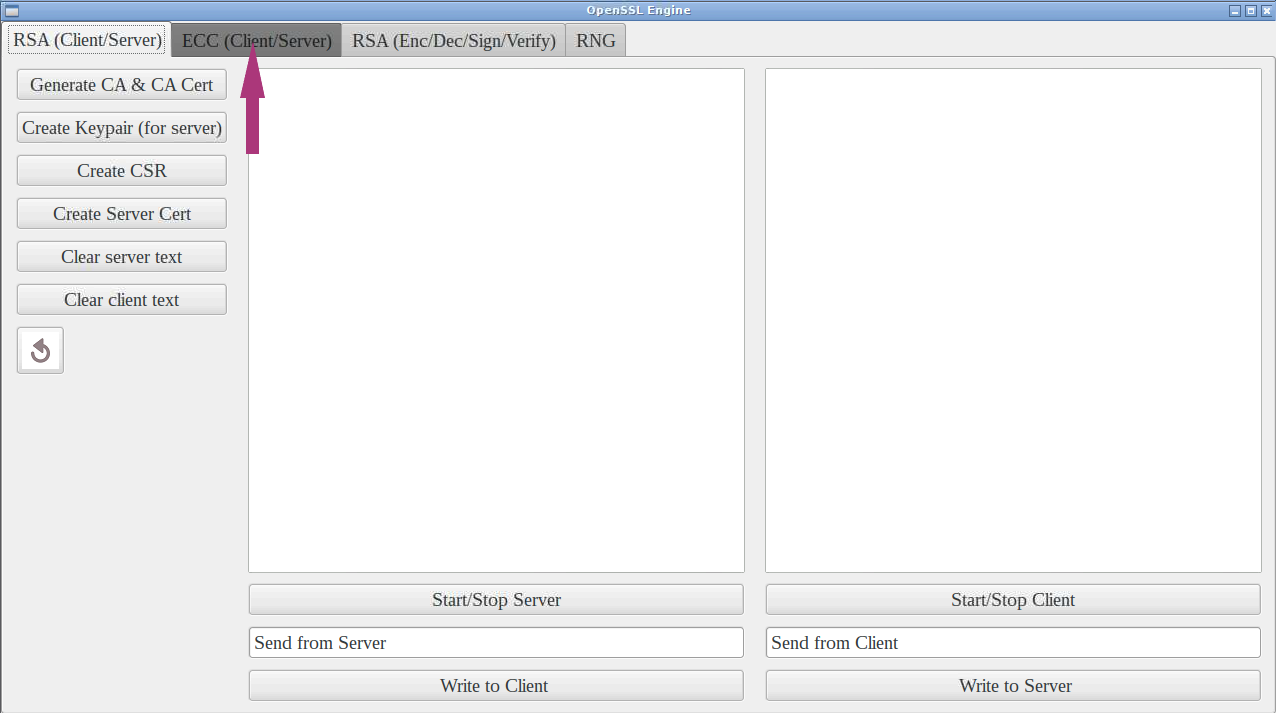 OpenSSL Engine
RSA (Client/Server) ECC (Client/Server) RSA (Enc/Dec/Sign/Verify) RNG
Generate CA & CA Cert
Create Keypair (for server)
Create CSR
Create Server Cert
Clear server text
Clear client text
Start/Stop Server Start/Stop Client
Send from Server Send from Client
Write to Client Write to Server